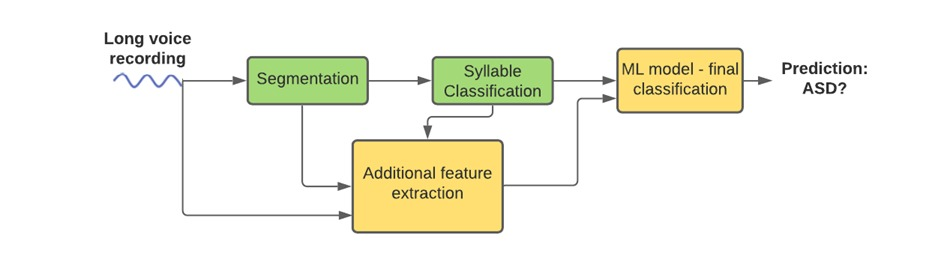 Long voice
recording
Segmentation
Syllable
Classification
ML model - final
classification
Prediction:
ASD?
Additional feature
extraction